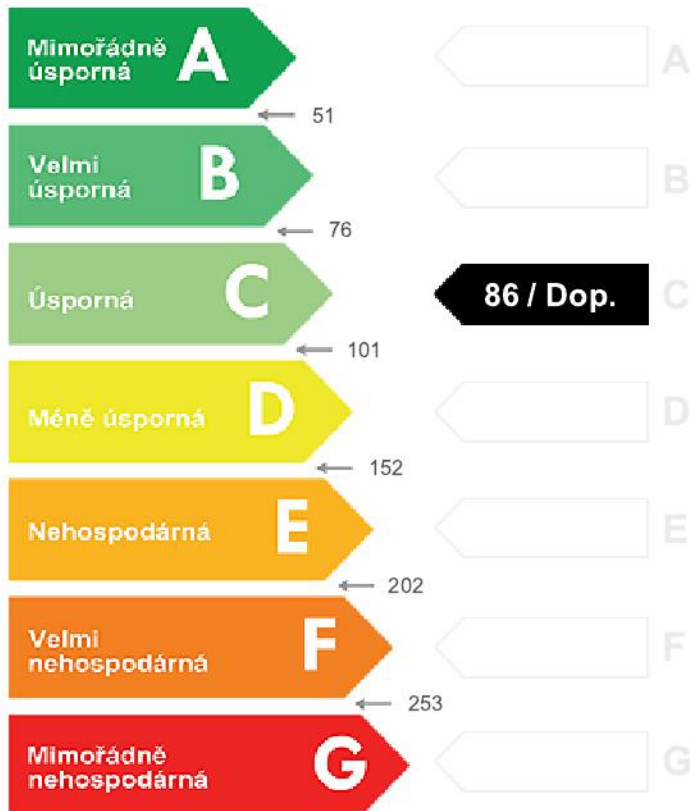 Mimořádně
úsporná
A
A
51
Velmi
úsporná
B
B
76
Úsporná
C
86 / Dop.
C
101
Méně úsporná
D
D
152
Nehospodárná
E
E
202
Velmi
nehospodárná
F
F
253
Mimořádně
nehospodárná
G
G